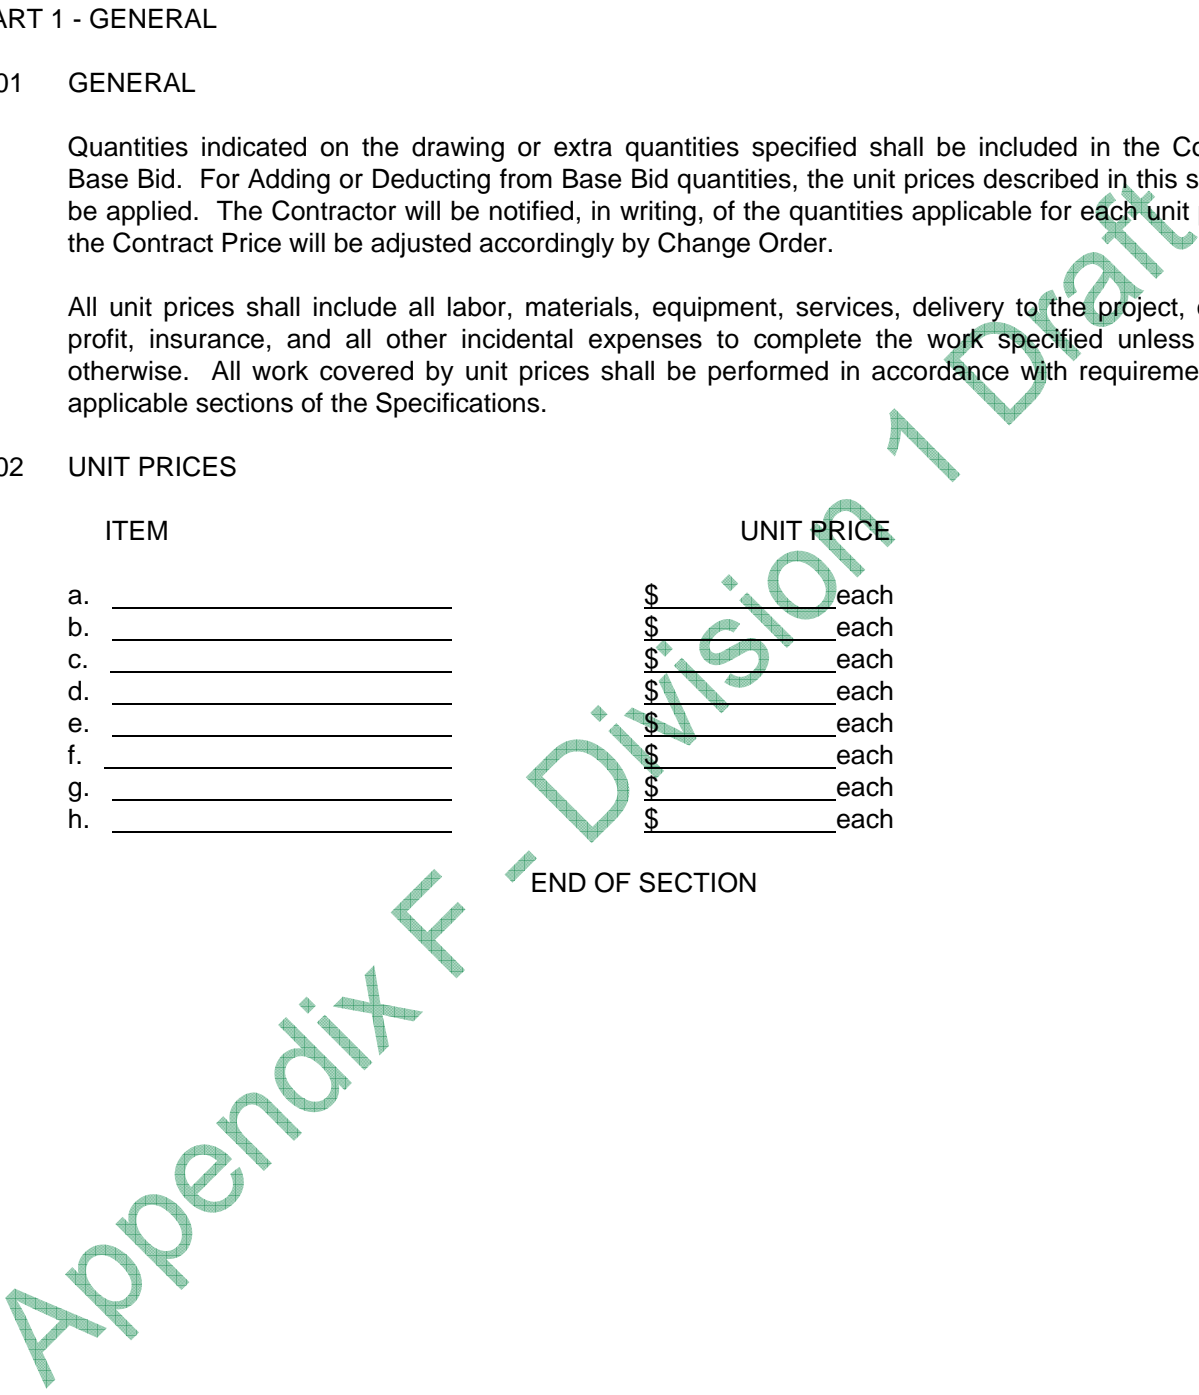 ART 1 - GENERAL
01 GENERAL
Quantities indicated on the drawing or extra quantities specified shall be included in the Co
Base Bid. For Adding or Deducting from Base Bid quantities, the unit prices described in this s
be applied. The Contractor will be notified, in writing, of the quantities applicable for each unit
the Contract Price will be adjusted accordingly by Change Order.
All unit prices shall include all labor, materials, equipment, services, delivery to the project,
profit, insurance, and all other incidental expenses to complete the work specified unless
otherwise. All work covered by unit prices shall be performed in accordance with requireme
applicable sections of the Specifications.
02 UNIT PRICES
ITEM UNIT PRICE
a. $ each
b. $ each
c. $ each
d. $ each
e. $ each
f. $ each
g. $ each
h. $ each
END OF SECTION
Appendix F - Division 1 Draft